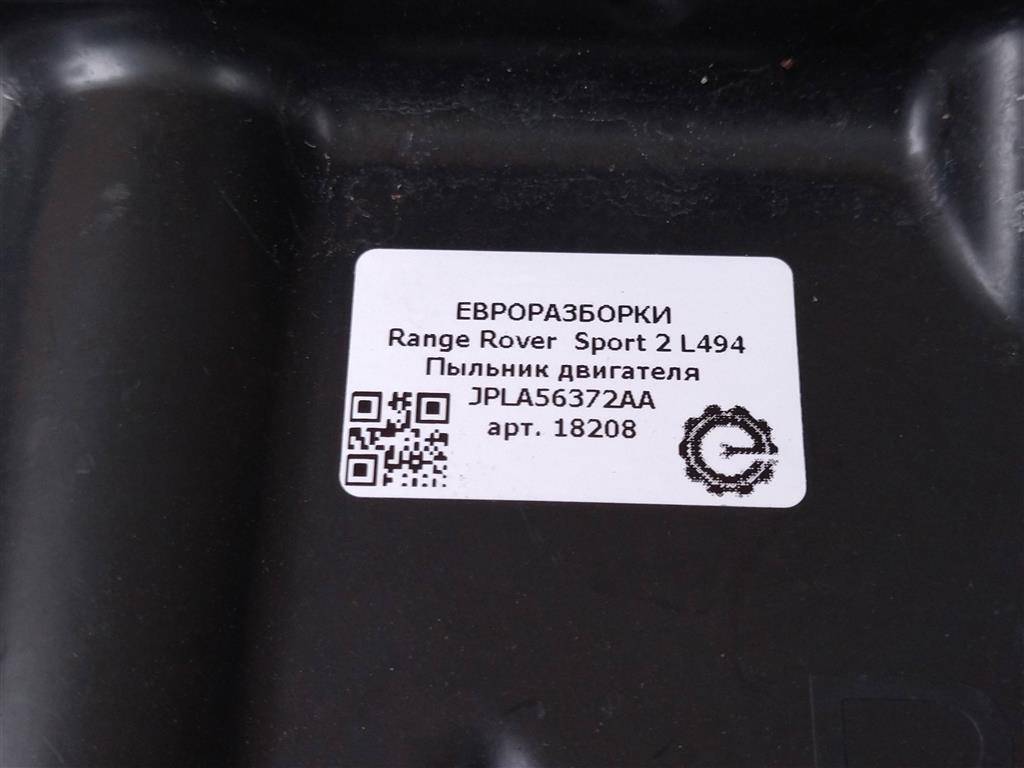 ЕВРОРАЗБОРКИ
Range Rover Sport 2 L494
Пыльник двигателя
JPLA56372AA
арт. 18208